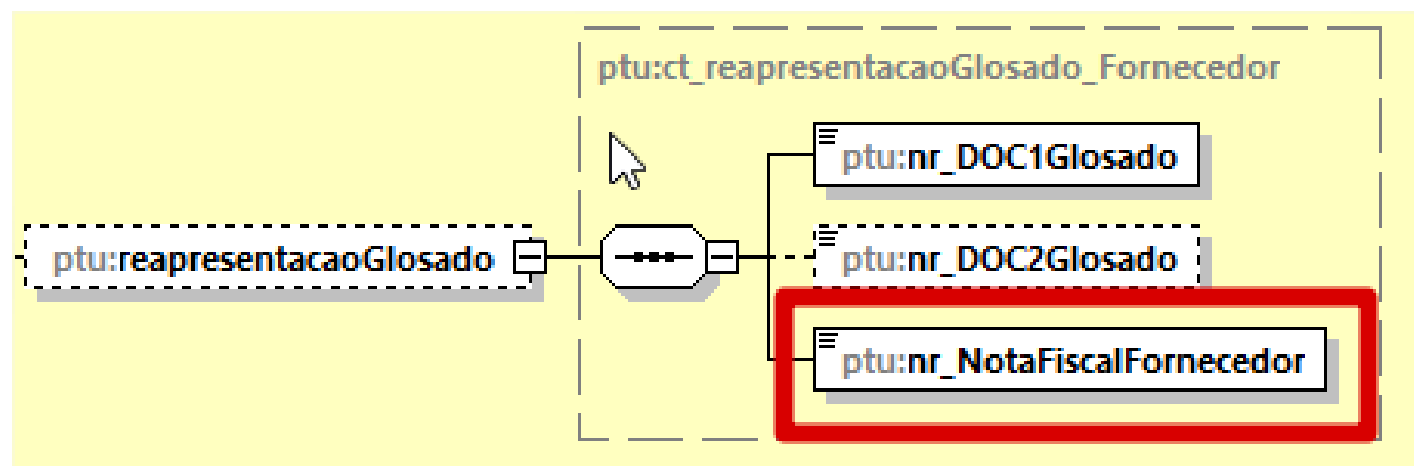 ptu:ct_reapresentacaoGlosado_Fornecedor
ptu:nr_DOC1Glosado
ptu:reapresentacaoGlosado
ptu:nr_DOC2Glosado
ptu:nr_NotaFiscalFornecedor